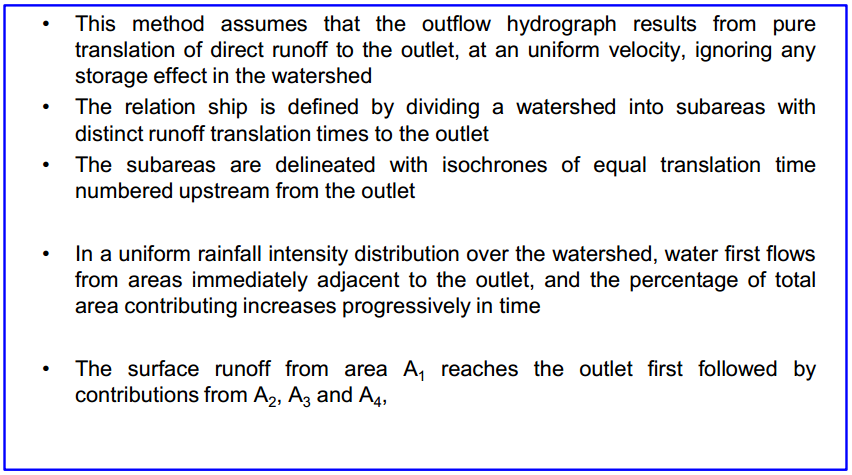 • This method assumes that the outflow hydrograph results from pure
translation of direct runoff to the outlet, at an uniform velocity, ignoring any
storage effect in the watershed
• The relation ship is defined by dividing a watershed into subareas with
distinct runoff translation times to the outlet
• The subareas are delineated with isochrones of equal translation time
numbered upstream from the outlet
• In a uniform rainfall intensity distribution over the watershed, water first flows
from areas immediately adjacent to the outlet, and the percentage of total
area contributing increases progressively in time
• The surface runoff from area A₁ reaches the outlet first followed by
contributions from A₂, A₃ and A₄,